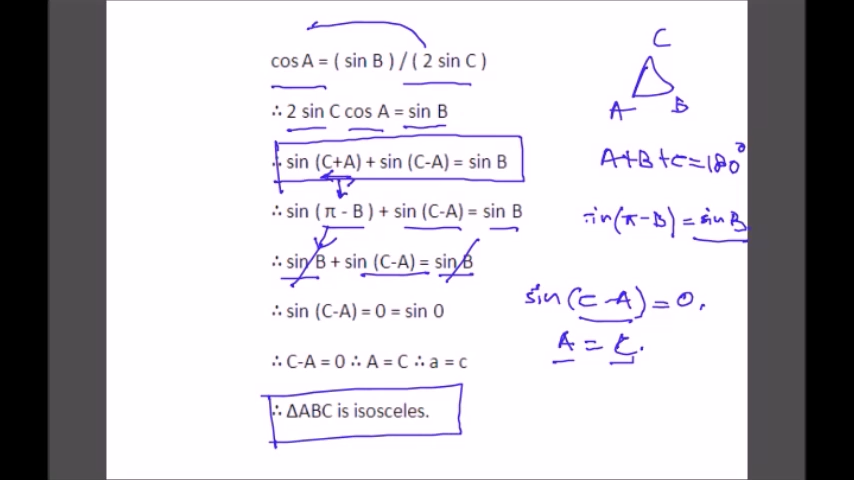 cos A = ( sin B ) / ( 2 sin C )
∴ 2 sin C cos A = sin B
∴ sin (C+A) + sin (C-A) = sin B
∴ sin ( π - B ) + sin (C-A) = sin B
∴ sin B + sin (C-A) = sin B
∴ sin (C-A) = 0 = sin 0
∴ C-A = 0 ∴ A = C ∴ a = c
∴ ΔABC is isosceles.
C
A B
A+B+C=180°
sin(π-B)=sinB
sin(C-A)=0.
A = C.